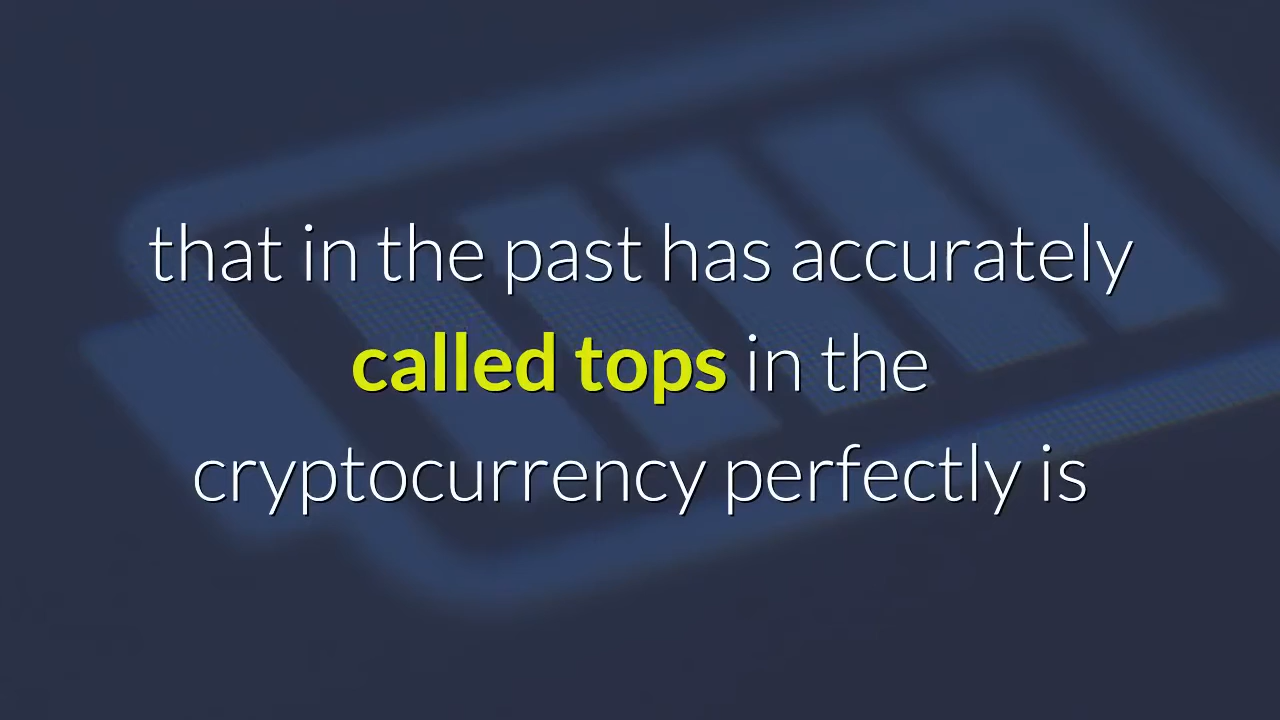 that in the past has accurately
called tops in the
cryptocurrency perfectly is